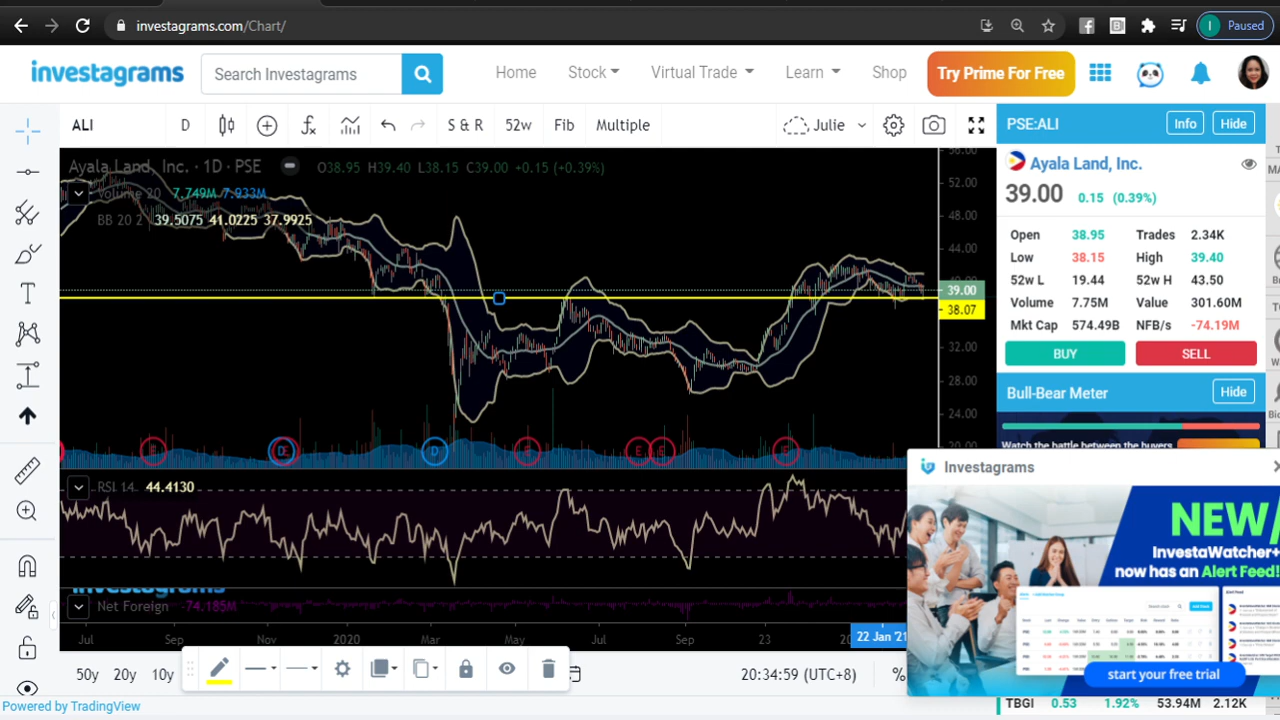 investagrams.com/Chart/
I Paused
investagrams
Search Investagrams
Home Stock Virtual Trade Learn Shop
Try Prime For Free
ALI D S & R 52w Fib Multiple Julie
Ayala Land, Inc. · 1D · PSE O38.95 H39.40 L38.15 C39.00 +0.15 (+0.39%)
Volume 20 7.749M 7.933M
BB 20 2 39.5075 41.0225 37.9925
56.00
52.00
48.00
44.00
40.00
39.00
38.07
32.00
28.00
24.00
20.00
E D E E E E
RSI 14 44.4130
investagrams
Net Foreign -74.185M
Jul Sep Nov 2020 Mar May Jul Sep 23 22 Jan '21
50y 20y 10y 20:34:59 (UTC+8) %
Powered by TradingView
PSE:ALI Info Hide
Ayala Land, Inc.
39.00 0.15 (0.39%)
Open 38.95 Trades 2.34K
Low 38.15 High 39.40
52w L 19.44 52w H 43.50
Volume 7.75M Value 301.60M
Mkt Cap 574.49B NFB/s -74.19M
BUY SELL
Bull-Bear Meter Hide
Watch the battle between the buyers
Investagrams
NEW
InvestaWatcher+
now has an Alert Feed!
start your free trial
TBGI 0.53 1.92% 53.94M 2.12K